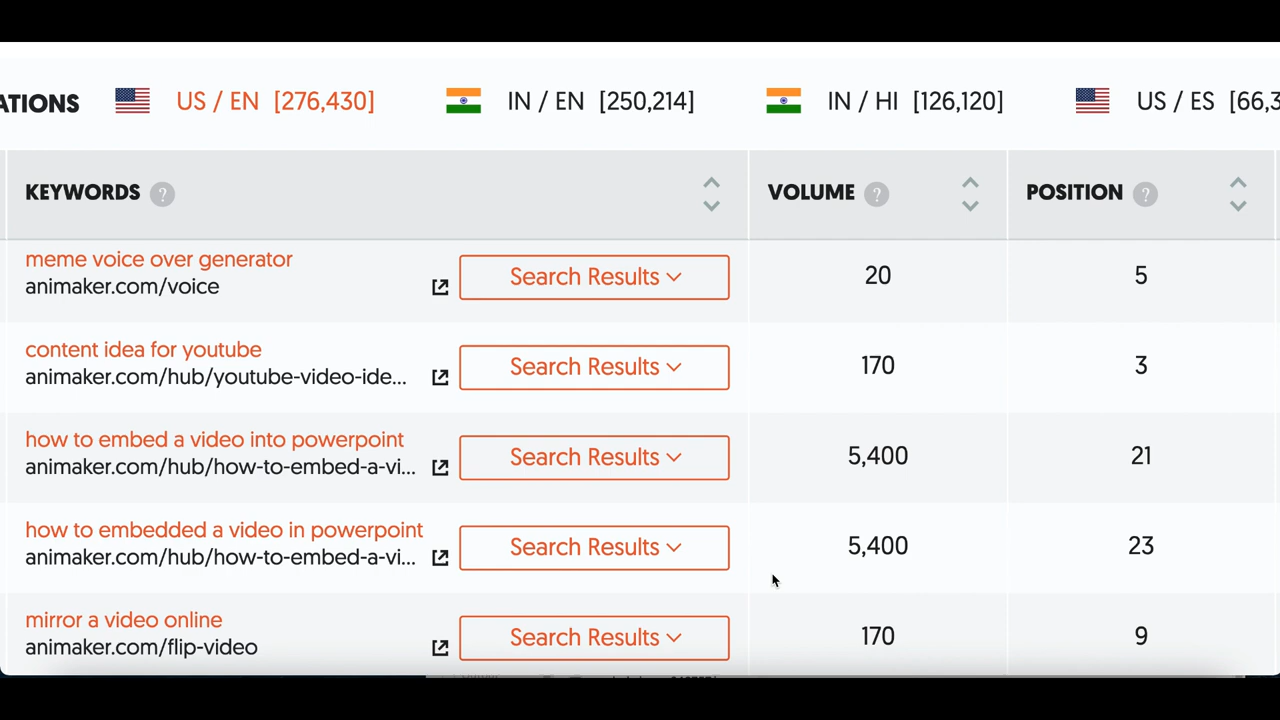 ATIONS US / EN [276,430] IN / EN [250,214] IN / HI [126,120] US / ES [66,3
KEYWORDS ? VOLUME ? POSITION ?
meme voice over generator
animaker.com/voice
Search Results 20 5
content idea for youtube
animaker.com/hub/youtube-video-ide...
Search Results 170 3
how to embed a video into powerpoint
animaker.com/hub/how-to-embed-a-vi...
Search Results 5,400 21
how to embedded a video in powerpoint
animaker.com/hub/how-to-embed-a-vi...
Search Results 5,400 23
mirror a video online
animaker.com/flip-video
Search Results 170 9